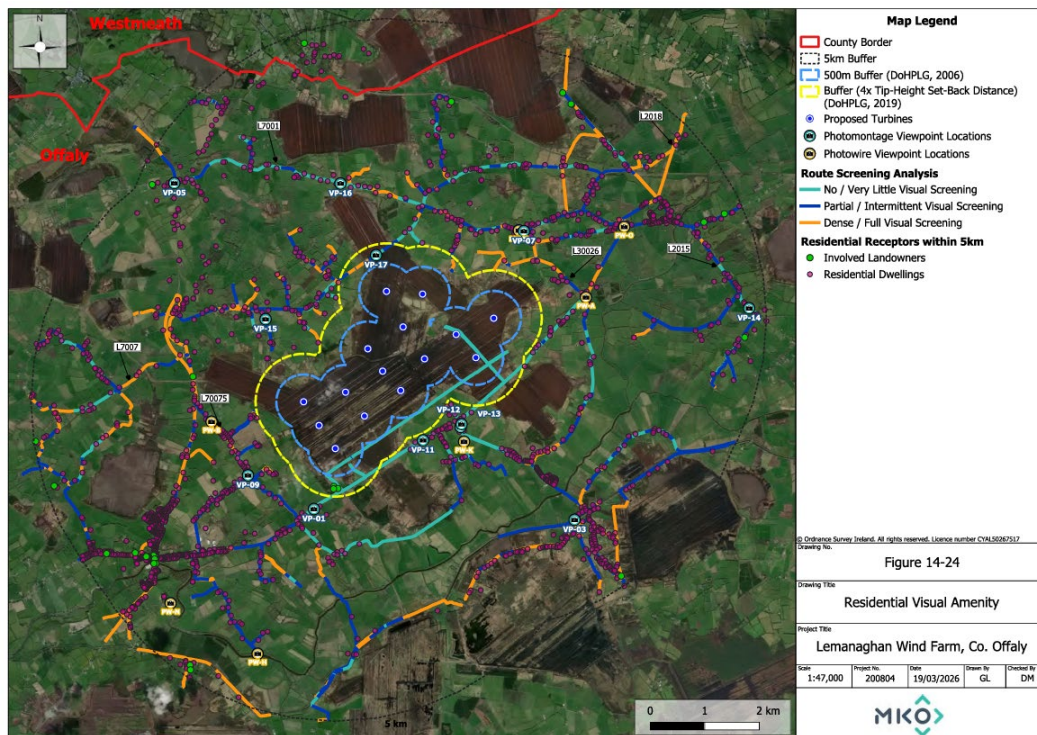 N
Westmeath
Offaly
L7001
L2018
VP-05
VP-16
VP-07
PW-O
VP-17
L30026
L2015
PW-A
VP-14
VP-15
L7007
L70075
PW-B
VP-12
VP-13
VP-11
PW-K
VP-09
VP-01
VP-03
PW-H
5 km
0 1 2 km
Map Legend
County Border
5km Buffer
500m Buffer (DoHPLG, 2006)
Buffer (4x Tip-Height Set-Back Distance)
(DoHPLG, 2019)
Proposed Turbines
Photomontage Viewpoint Locations
Photowire Viewpoint Locations
Route Screening Analysis
No / Very Little Visual Screening
Partial / Intermittent Visual Screening
Dense / Full Visual Screening
Residential Receptors within 5km
Involved Landowners
Residential Dwellings
© Ordnance Survey Ireland. All rights reserved. Licence number CYAL50267517
Drawing No.
Figure 14-24
Drawing Title
Residential Visual Amenity
Project Title
Lemanaghan Wind Farm, Co. Offaly
Scale Project No. Date Drawn By Checked By
1:47,000 200804 19/03/2026 GL DM
MKO